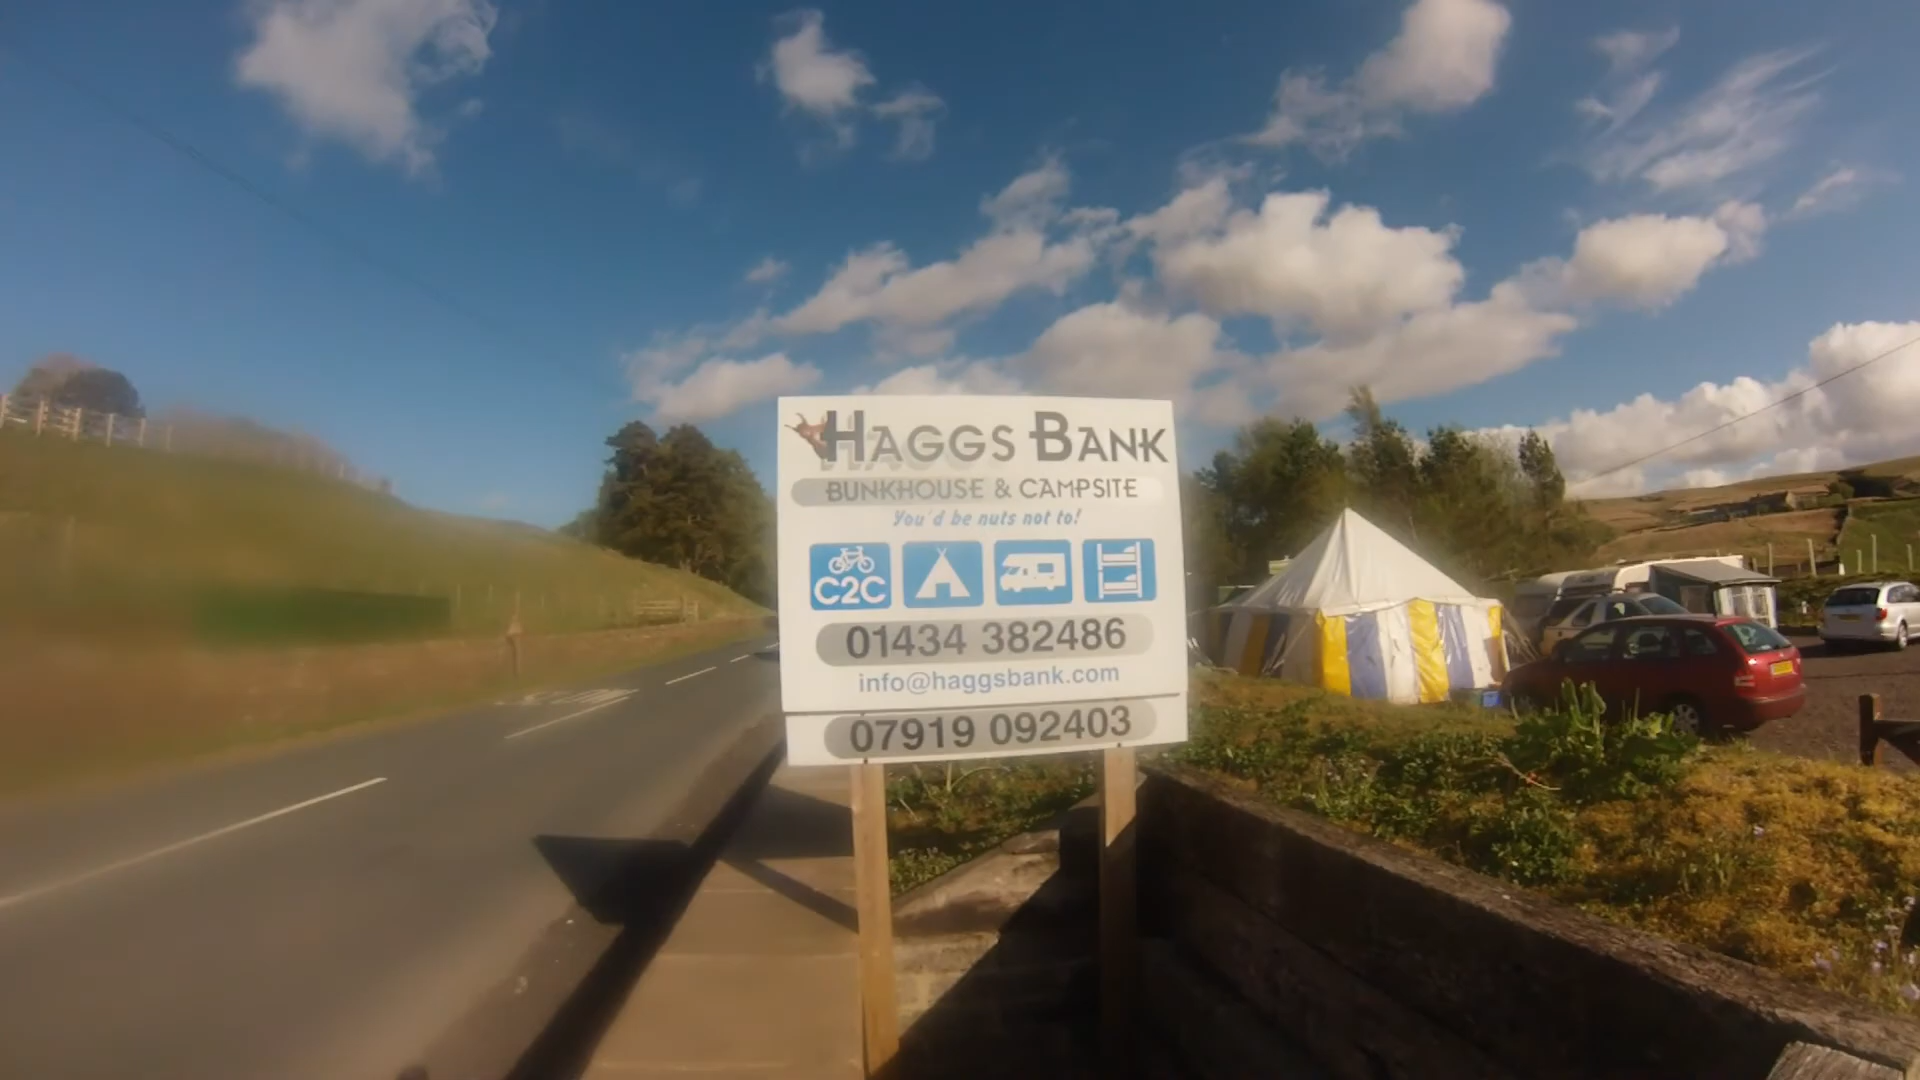 HAGGS BANK
BUNKHOUSE & CAMPSITE
You'd be nuts not to!
C2C
01434 382486
info@haggsbank.com
07919 092403